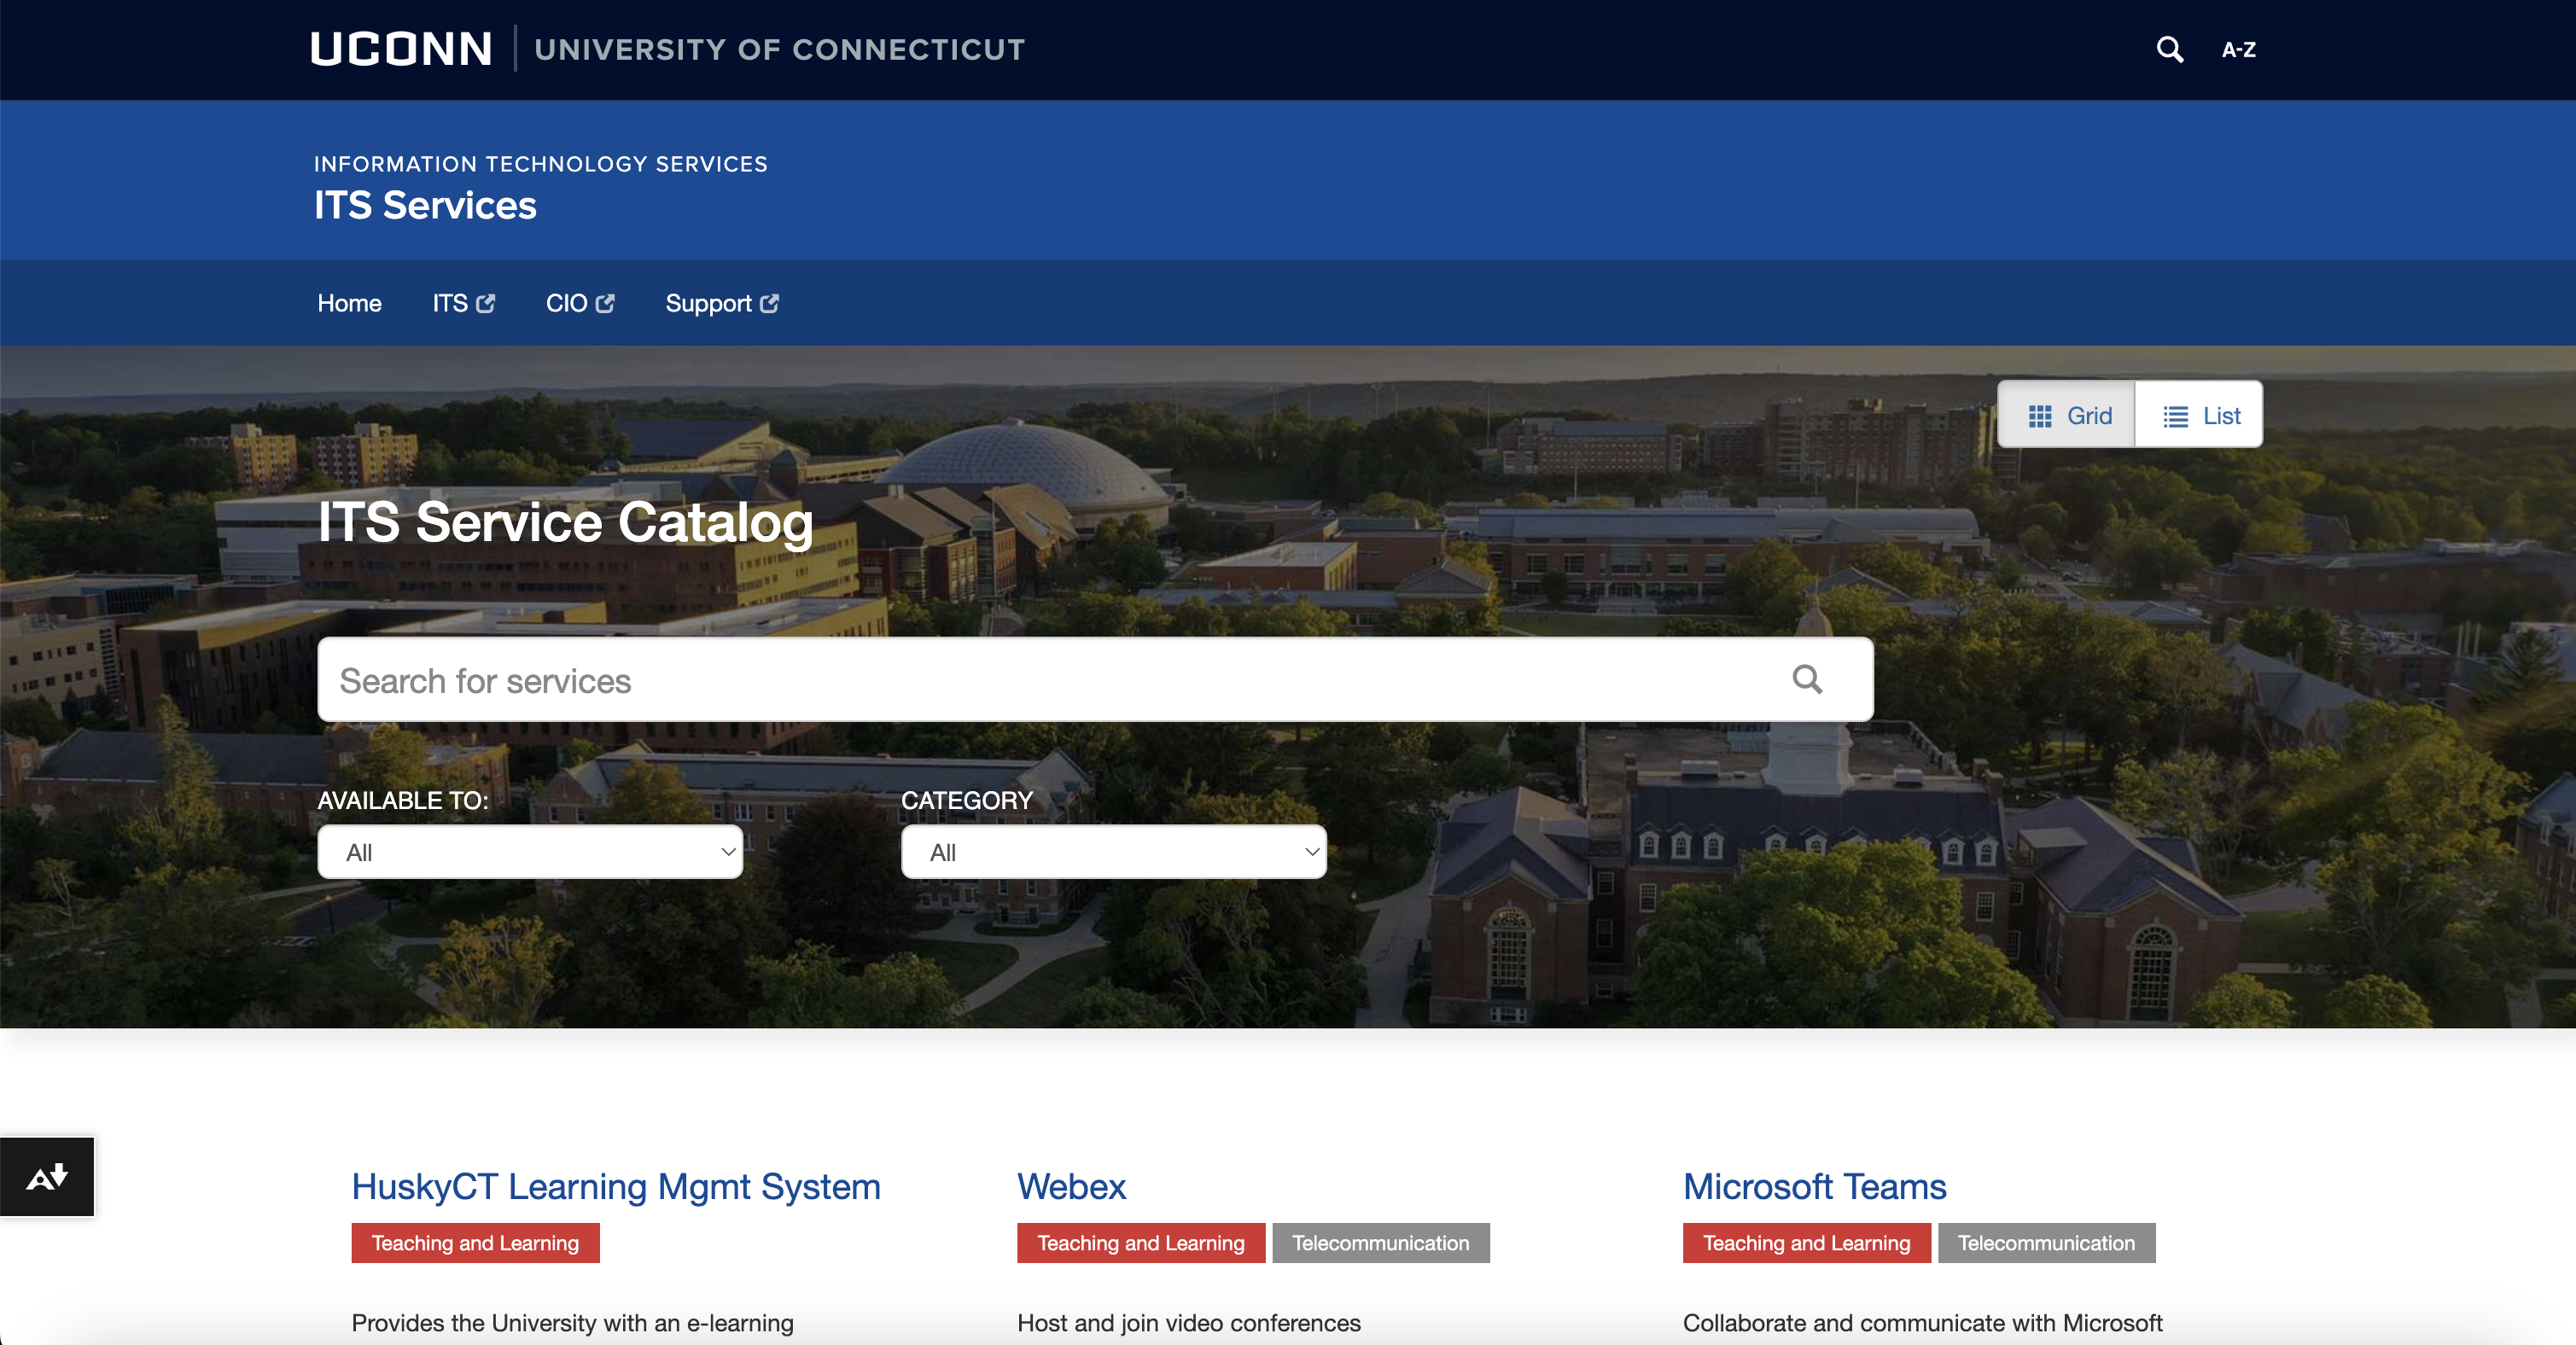 UCONN UNIVERSITY OF CONNECTICUT
A-Z
INFORMATION TECHNOLOGY SERVICES
ITS Services
Home ITS CIO Support
Grid List
ITS Service Catalog
Search for services
AVAILABLE TO: CATEGORY
All All
HuskyCT Learning Mgmt System
Teaching and Learning
Provides the University with an e-learning
Webex
Teaching and Learning Telecommunication
Host and join video conferences
Microsoft Teams
Teaching and Learning Telecommunication
Collaborate and communicate with Microsoft